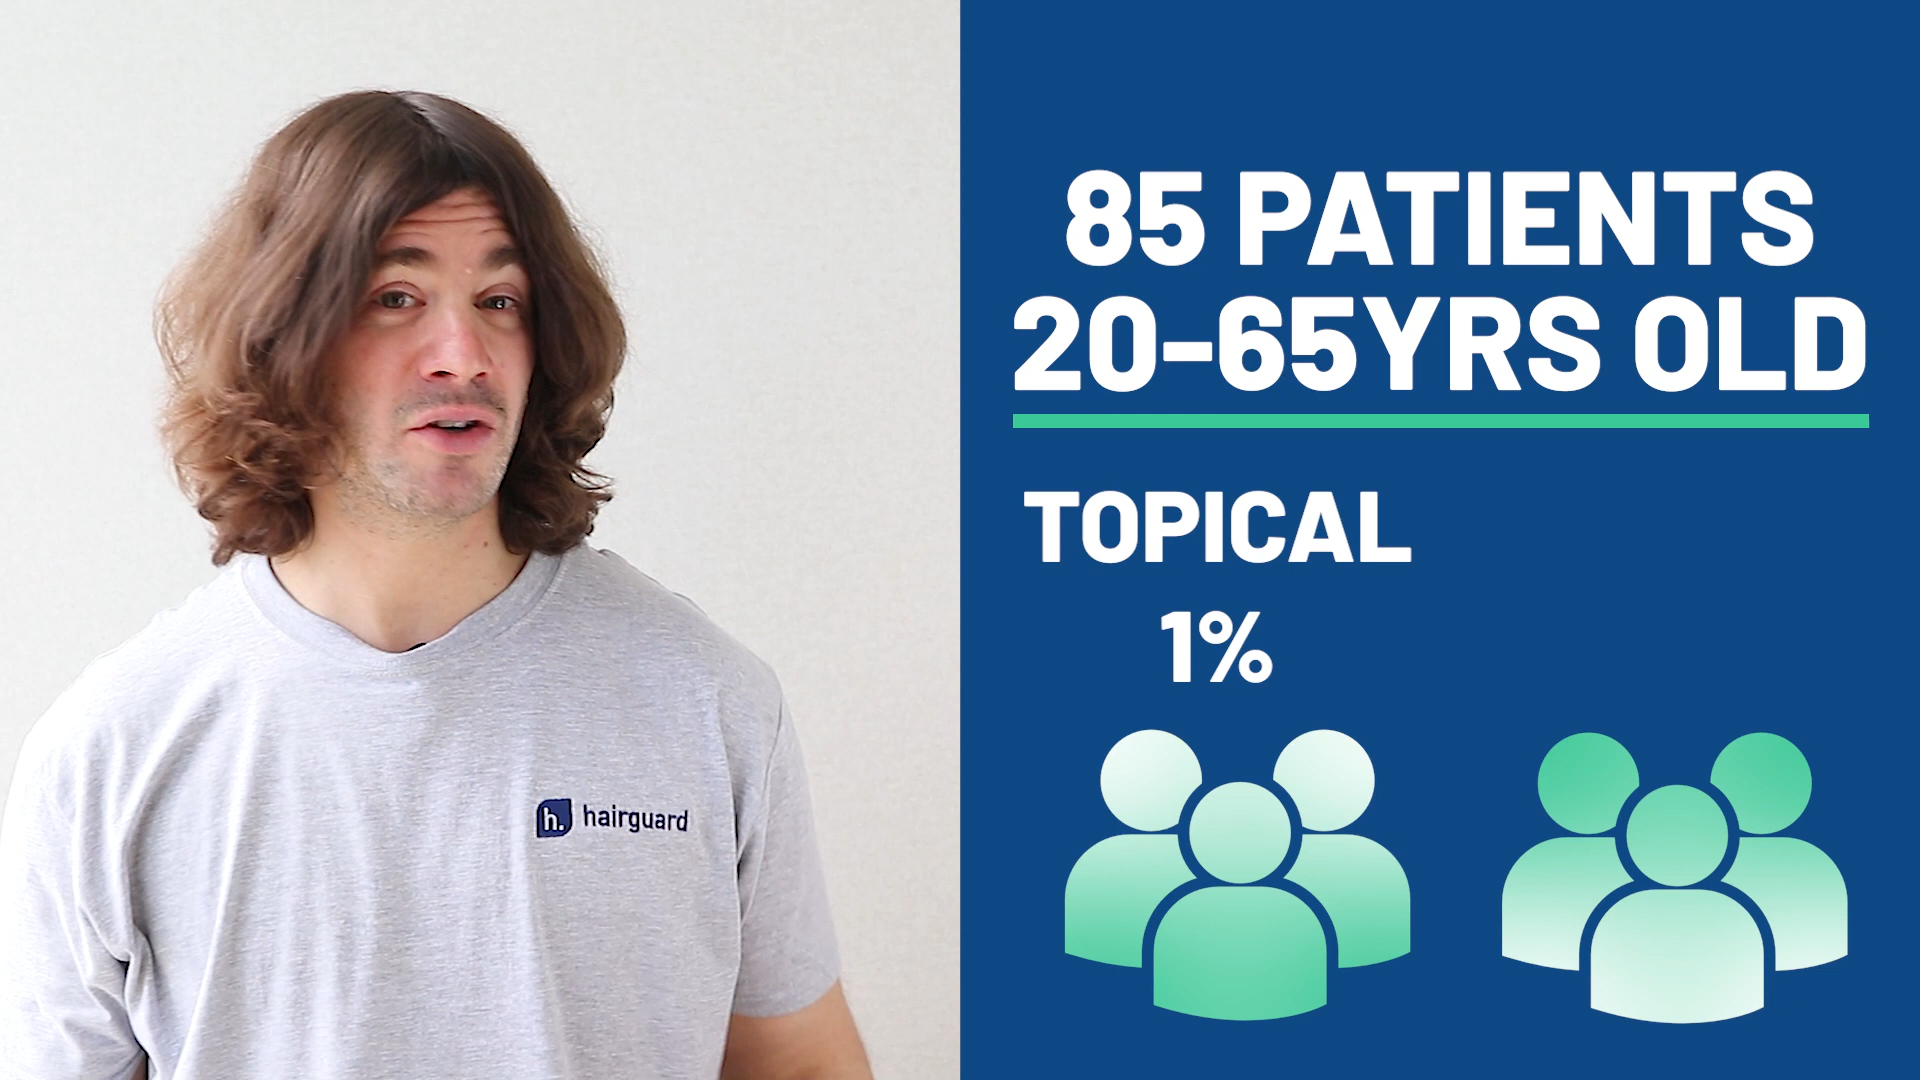 85 PATIENTS
20-65YRS OLD
TOPICAL
1%
h. hairguard